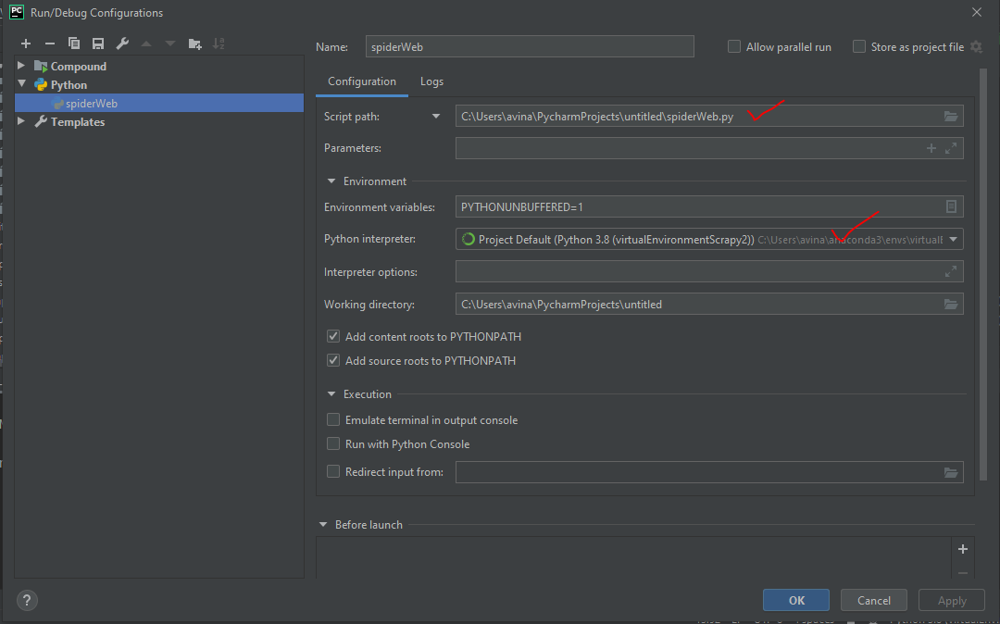 PC Run/Debug Configurations
Compound
Python
spiderWeb
Templates
Name: spiderWeb
Allow parallel run
Store as project file
Configuration Logs
Script path: C:\Users\avina\PycharmProjects\untitled\spiderWeb.py
Parameters:
Environment
Environment variables: PYTHONUNBUFFERED=1
Python interpreter: Project Default (Python 3.8 (virtualEnvironmentScrapy2)) C:\Users\avina\anaconda3\envs\virtualE
Interpreter options:
Working directory: C:\Users\avina\PycharmProjects\untitled
Add content roots to PYTHONPATH
Add source roots to PYTHONPATH
Execution
Emulate terminal in output console
Run with Python Console
Redirect input from:
Before launch
? OK Cancel Apply